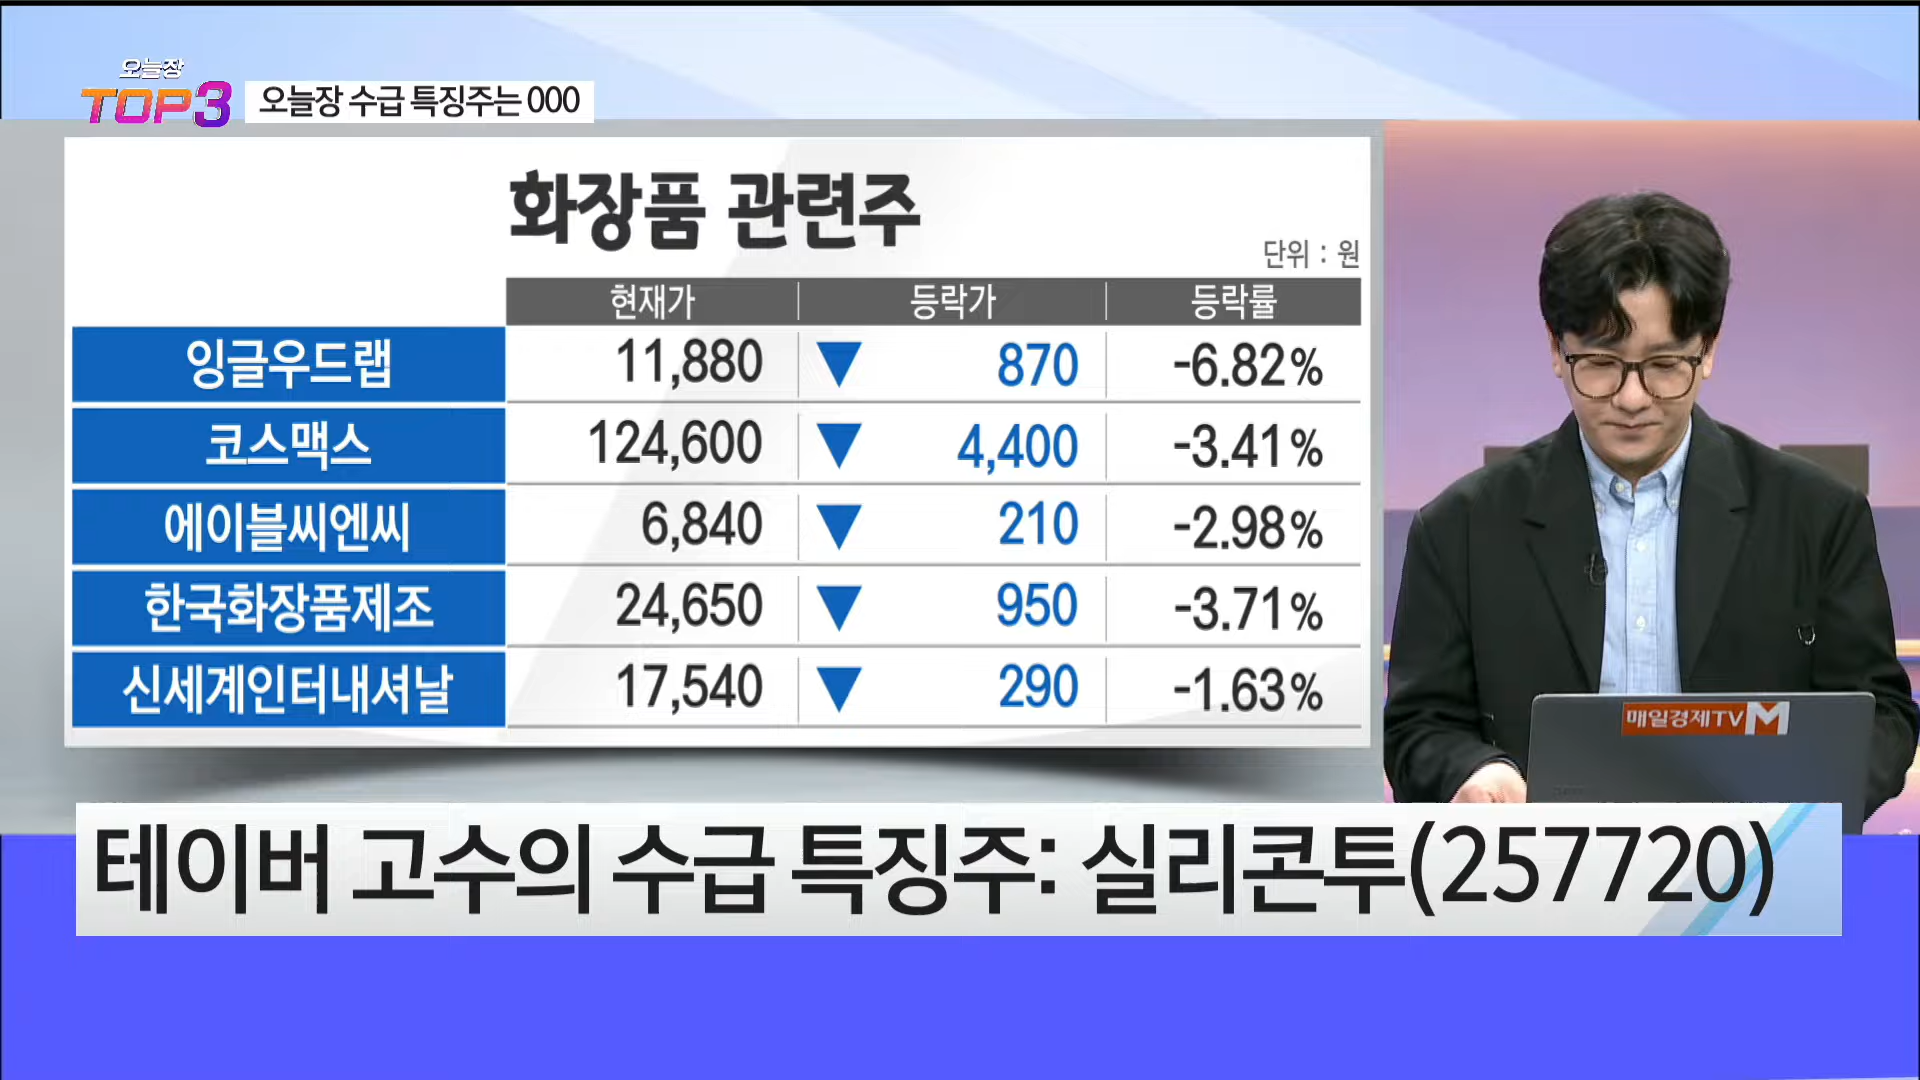 오늘장
TOP3 오늘장 수급 특징주는 000
화장품 관련주
단위 : 원
현재가 등락가 등락률
잉글우드랩 11,880 ▼ 870 -6.82%
코스맥스 124,600 ▼ 4,400 -3.41%
에이블씨엔씨 6,840 ▼ 210 -2.98%
한국화장품제조 24,650 ▼ 950 -3.71%
신세계인터내셔날 17,540 ▼ 290 -1.63%
매일경제TV M
테이버 고수의 수급 특징주: 실리콘투(257720)